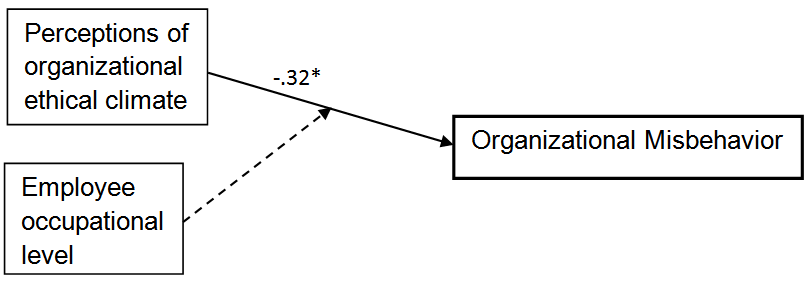 Perceptions of
organizational
ethical climate
-.32*
Organizational Misbehavior
Employee
occupational
level